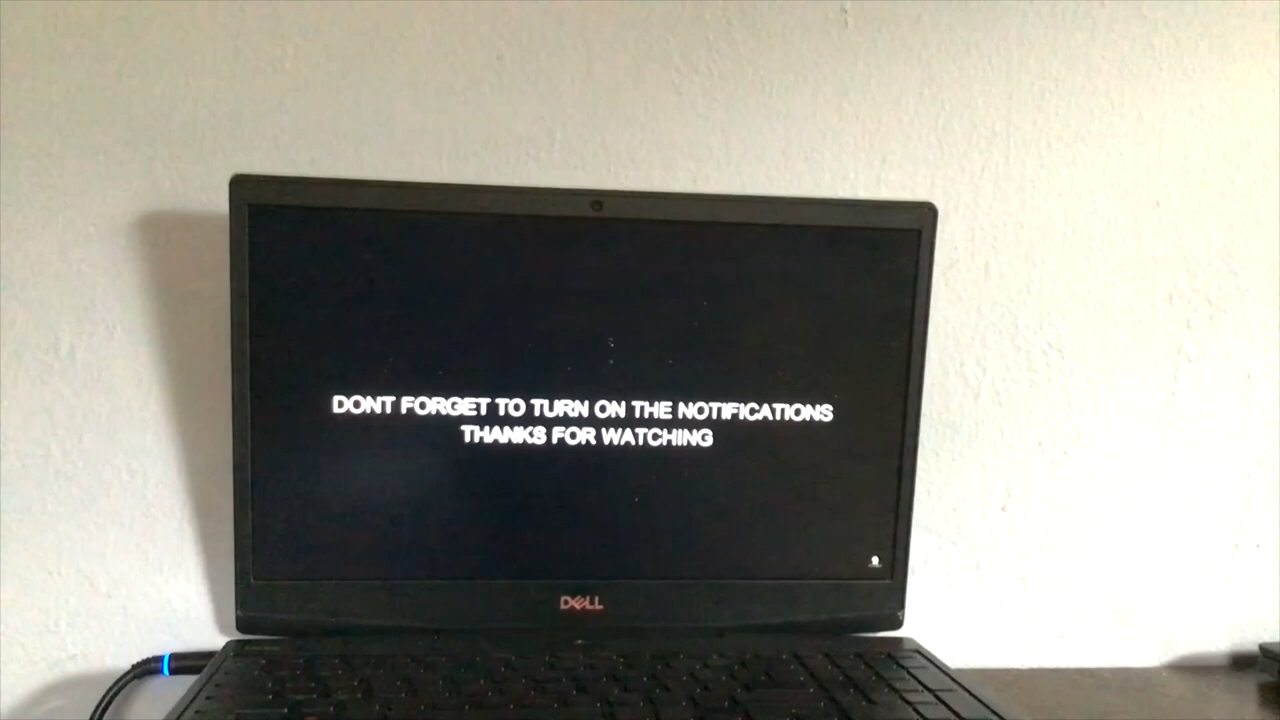 DONT FORGET TO TURN ON THE NOTIFICATIONS
THANKS FOR WATCHING
DELL